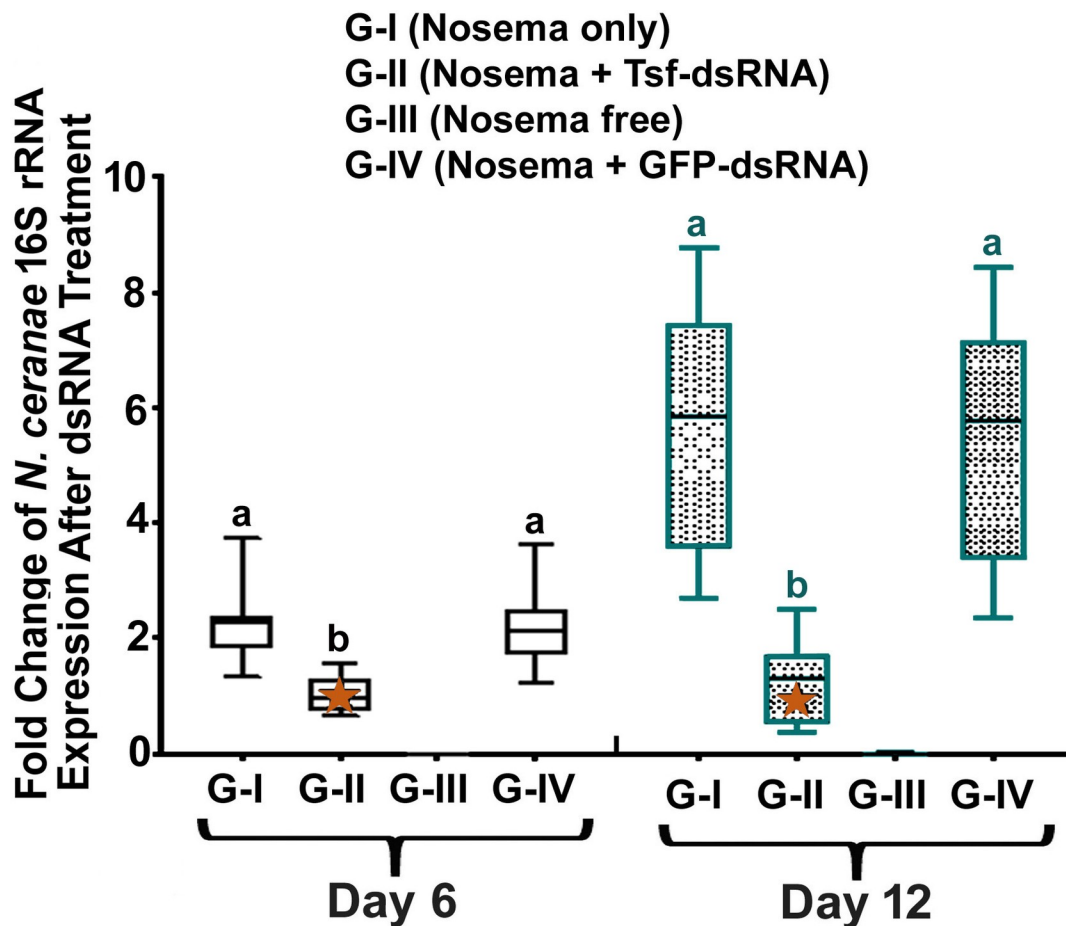 G-I (Nosema only)
G-II (Nosema + Tsf-dsRNA)
G-III (Nosema free)
G-IV (Nosema + GFP-dsRNA)
Fold Change of N. ceranae 16S rRNA
Expression After dsRNA Treatment
10
8
6
4
2
0
a
b
a
a
b
a
G-I G-II G-III G-IV G-I G-II G-III G-IV
Day 6 Day 12